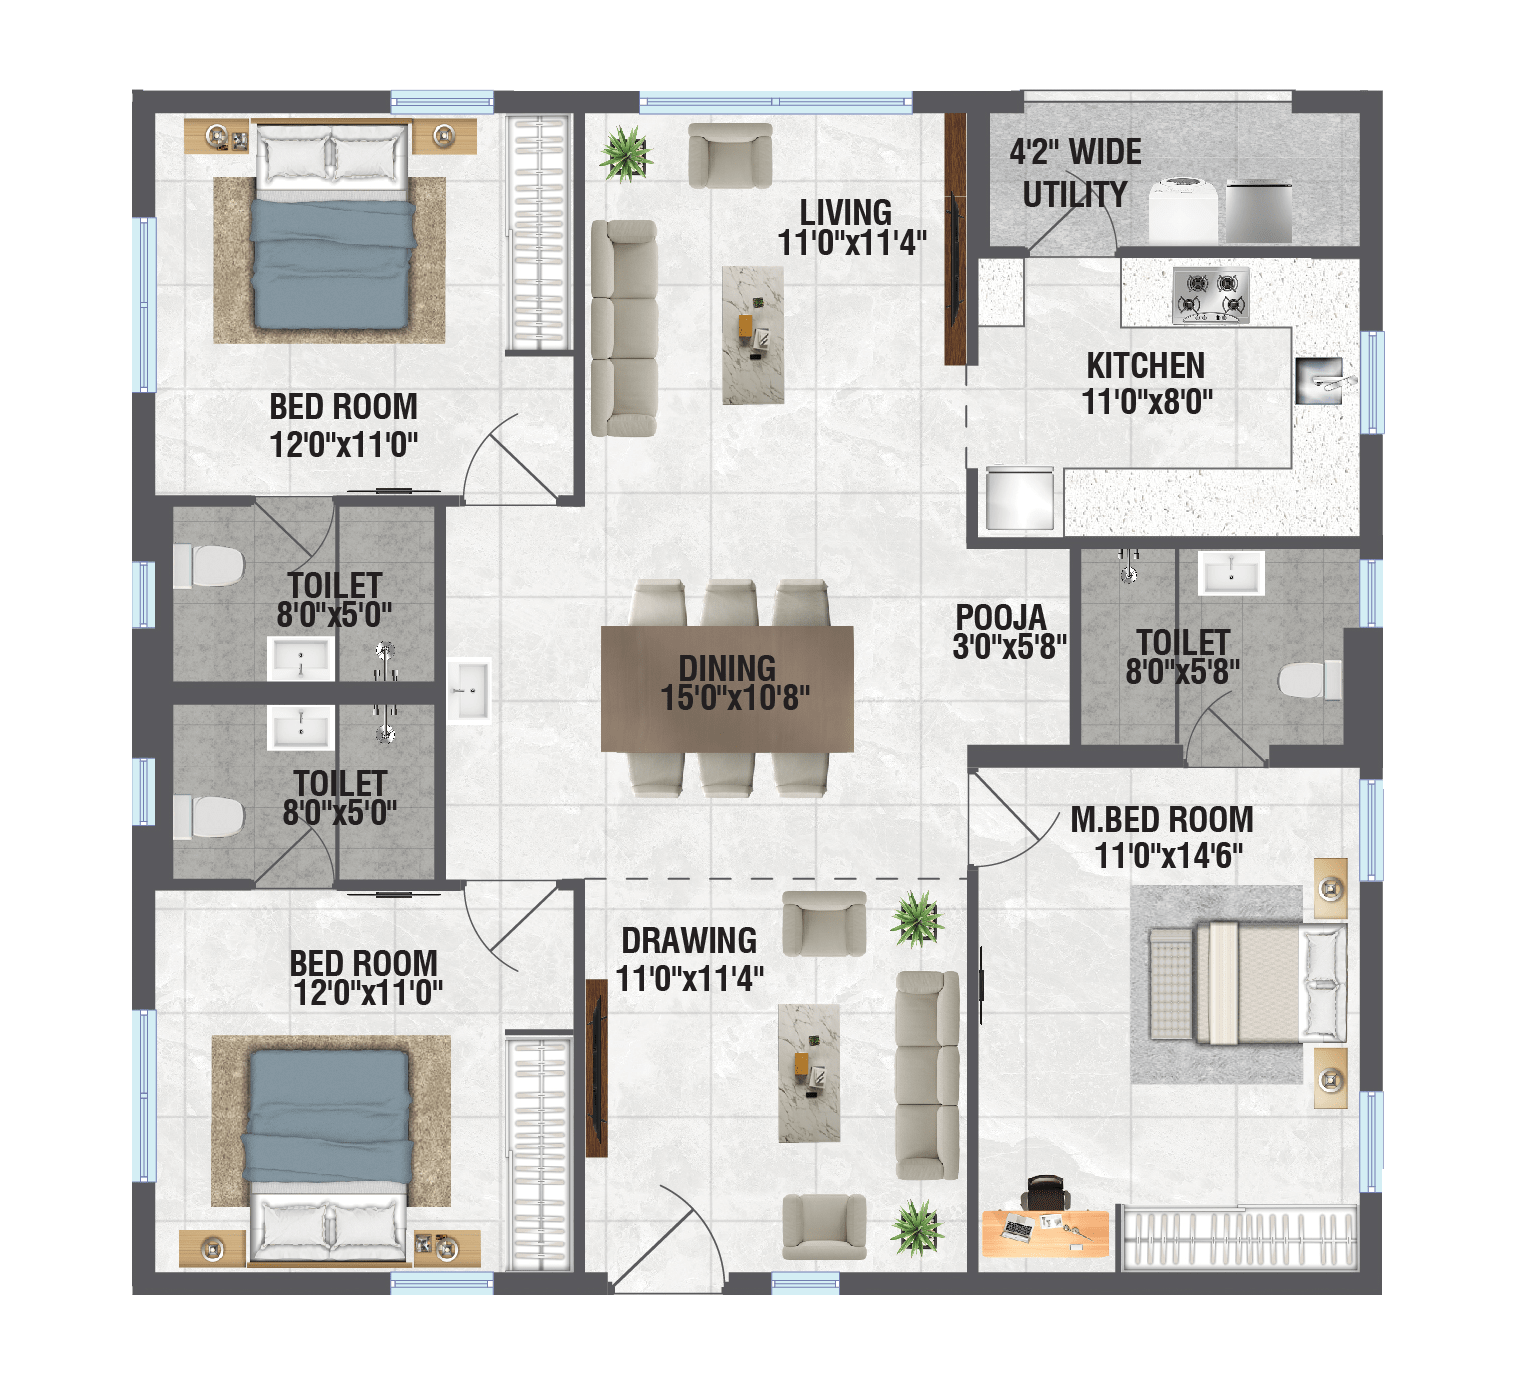 4'2" WIDE
UTILITY
LIVING
11'0"x11'4"
KITCHEN
11'0"x8'0"
BED ROOM
12'0"x11'0"
TOILET
8'0"x5'0"
POOJA
3'0"x5'8"
TOILET
8'0"x5'8"
DINING
15'0"x10'8"
TOILET
8'0"x5'0"
M.BED ROOM
11'0"x14'6"
DRAWING
11'0"x11'4"
BED ROOM
12'0"x11'0"